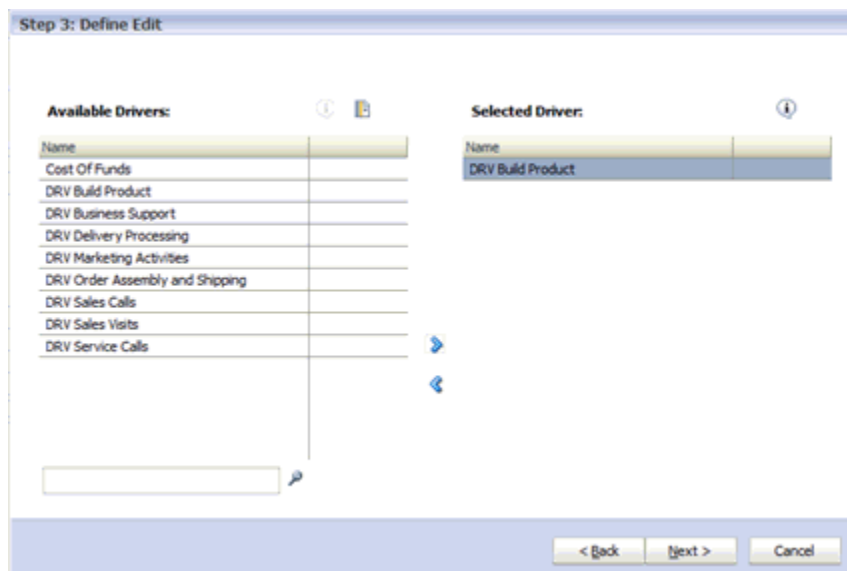 Step 3: Define Edit
Available Drivers:
Selected Driver:
Name
Name
Cost Of Funds
DRV Build Product
DRV Build Product
DRV Business Support
DRV Delivery Processing
DRV Marketing Activities
DRV Order Assembly and Shipping
DRV Sales Calls
DRV Sales Visits
DRV Service Calls
< Back
Next >
Cancel